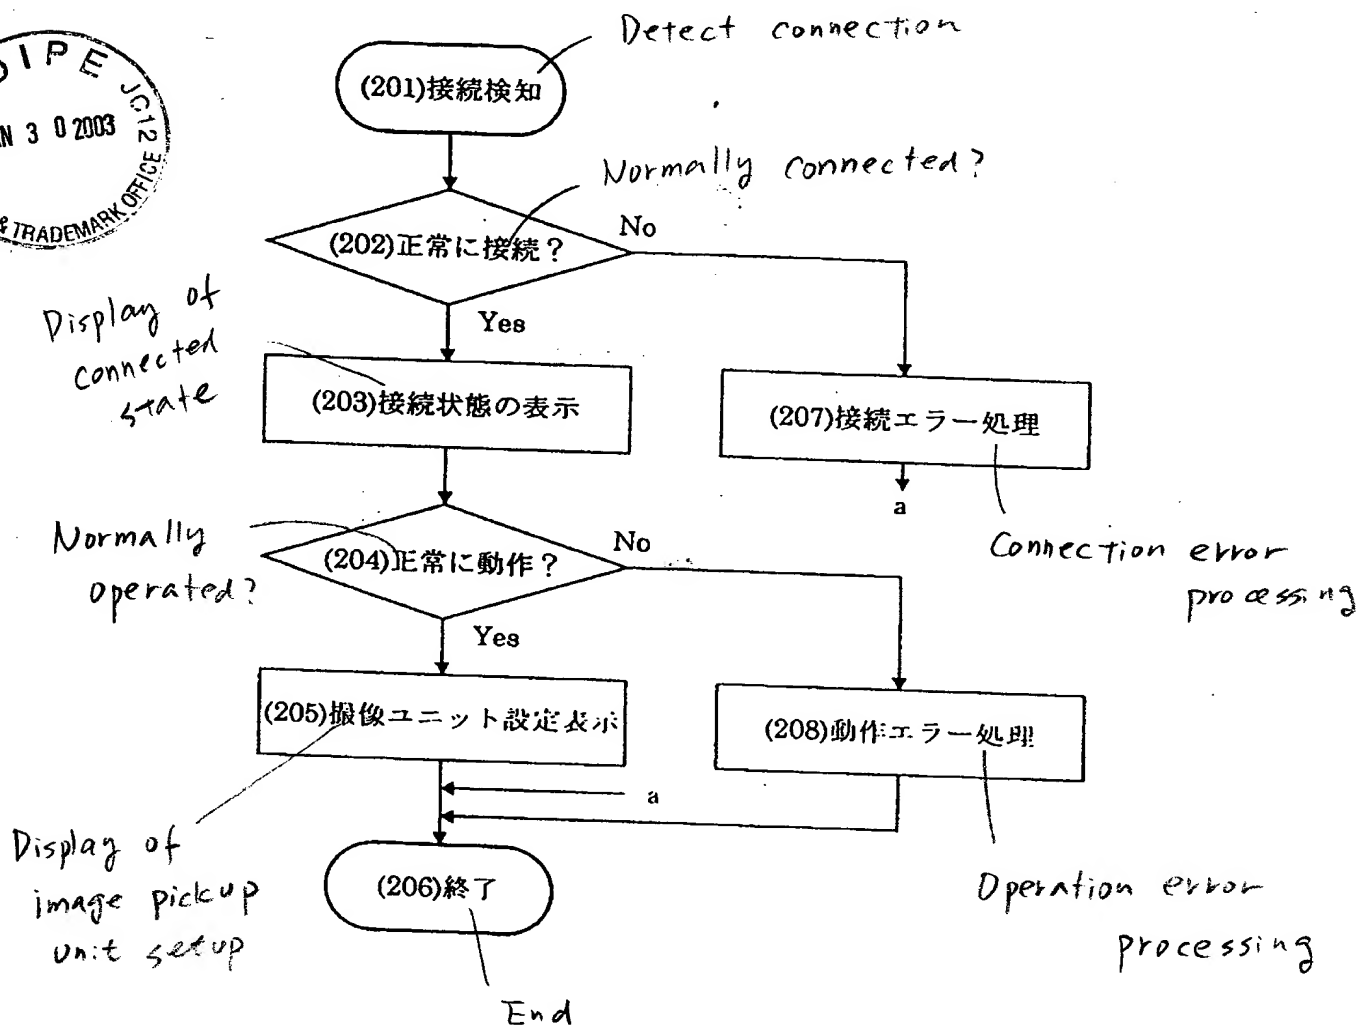 Detect connection
OIPE JC12
N 3 0 2003
& TRADEMARK OFFICE
(201)接続検知
Normally connected?
(202)正常に接続？
No
Yes
Display of
connected
state
(203)接続状態の表示
(207)接続エラー処理
a
Normally
operated?
(204)正常に動作？
No
Connection error
processing
Yes
(205)撮像ユニット設定表示
(208)動作エラー処理
a
Display of
image pickup
unit setup
(206)終了
Operation error
processing
End